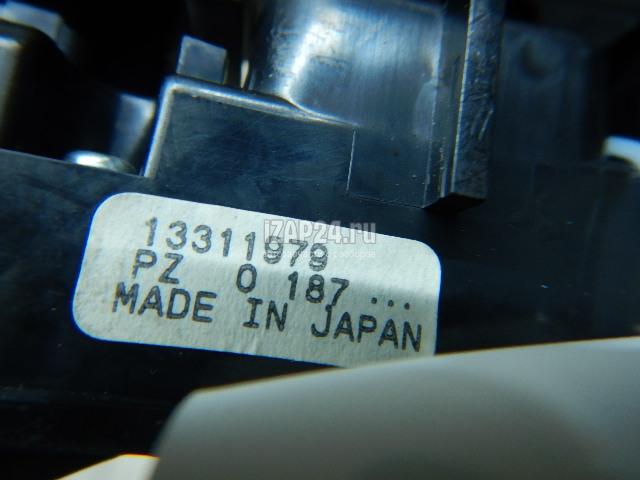 13311979
PZ 0 187 ...
MADE IN JAPAN
IZAP24.ru